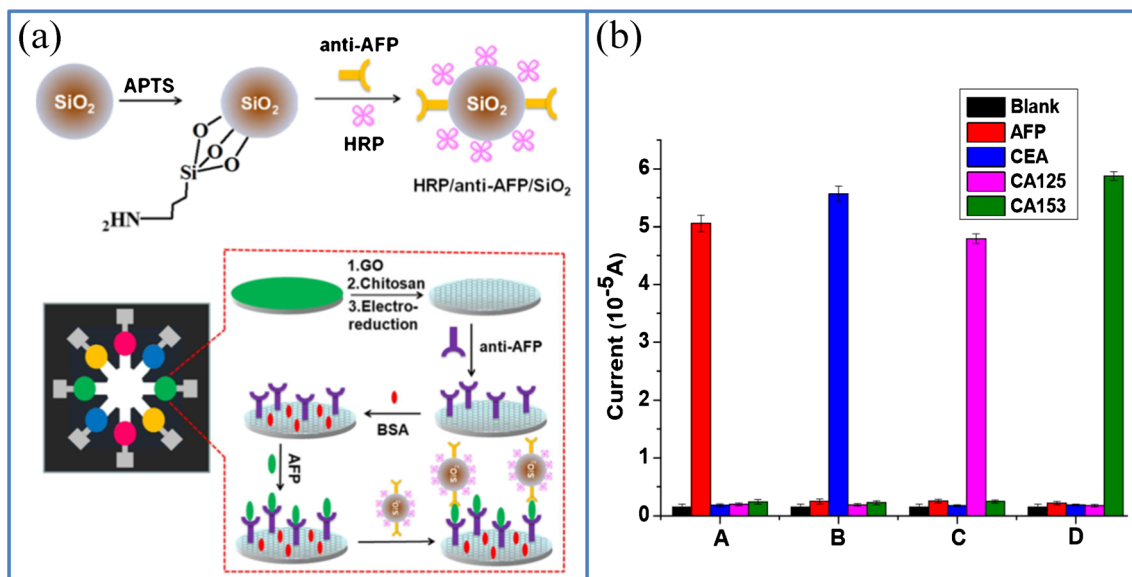 (a)
SiO2
APTS
SiO2
O
O
O
Si
2HN
anti-AFP
HRP
SiO2
HRP/anti-AFP/SiO2
1.GO
2.Chitosan
3.Electro-
reduction
anti-AFP
BSA
AFP
SiO2
SiO2
SiO2
(b)
Blank
AFP
CEA
CA125
CA153
Current (10-5A)
6
5
4
3
2
1
0
A
B
C
D